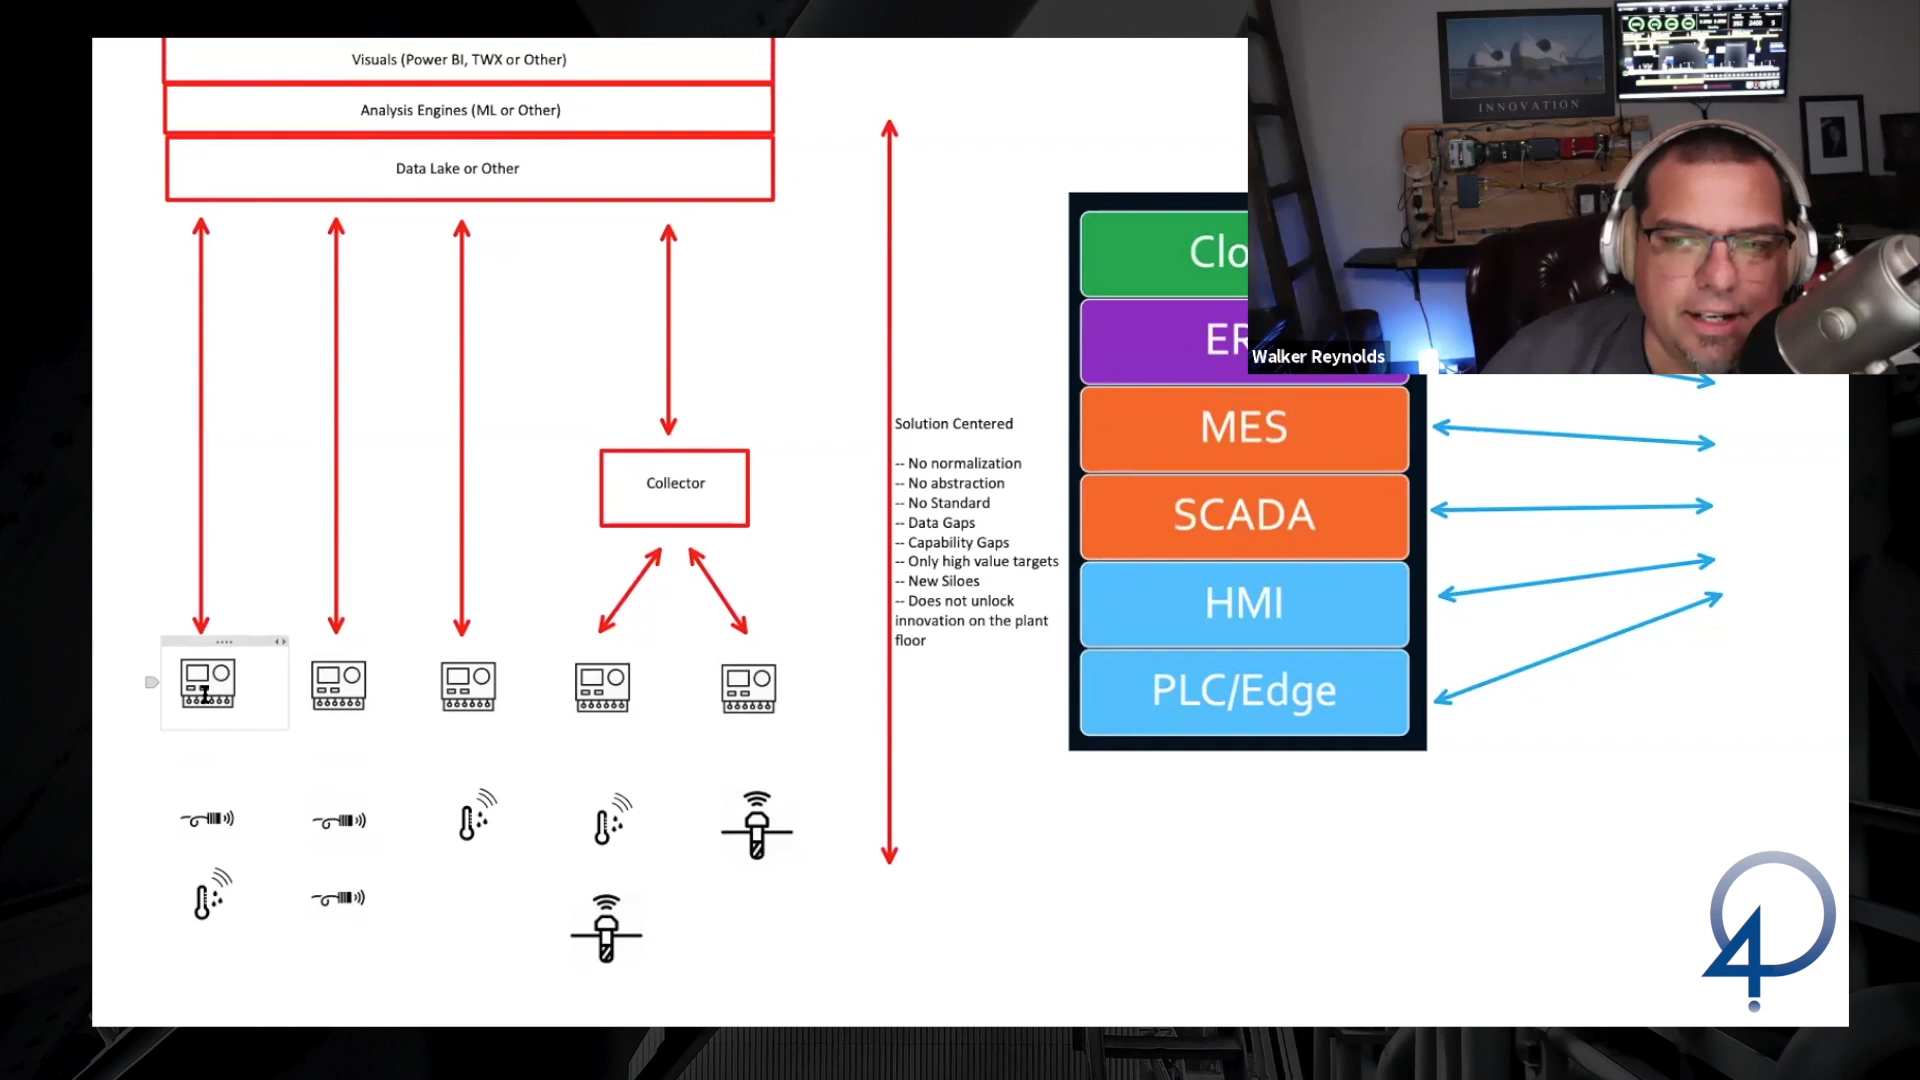 Visuals (Power BI, TWX or Other)
Analysis Engines (ML or Other)
Data Lake or Other
Collector
Solution Centered
-- No normalization
-- No abstraction
-- No Standard
-- Data Gaps
-- Capability Gaps
-- Only high value targets
-- New Siloes
-- Does not unlock
innovation on the plant
floor
Clo
ER
MES
SCADA
HMI
PLC/Edge
INNOVATION
Walker Reynolds
4.0